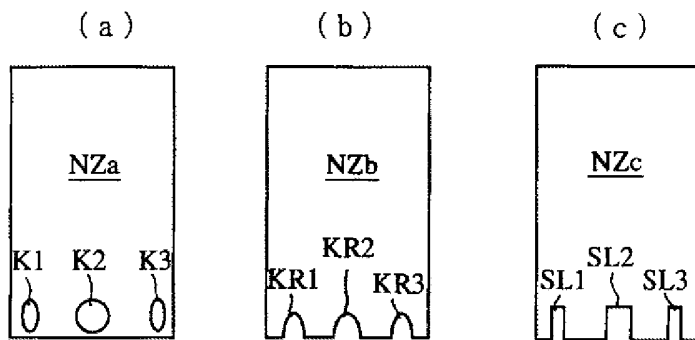 (a) (b) (c)
NZa NZb NZc
K1 K2 K3 KR1 KR2 KR3 SL1 SL2 SL3